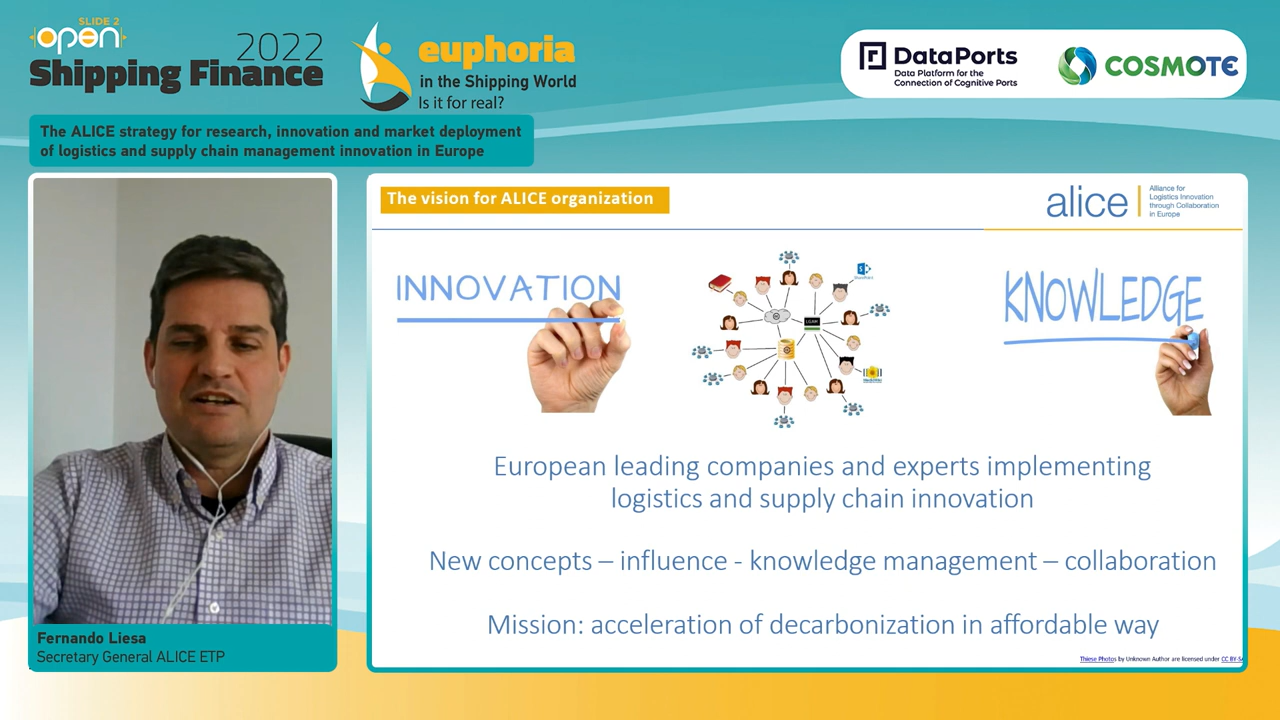 SLIDE 2
open
2022
Shipping Finance
euphoria
in the Shipping World
Is it for real?
DataPorts
Data Platform for the
Connection of Cognitive Ports
COSMOTE
The ALICE strategy for research, innovation and market deployment
of logistics and supply chain management innovation in Europe
The vision for ALICE organization
alice
Alliance for
Logistics Innovation
through Collaboration
in Europe
INNOVATION
SharePoint
KNOWLEDGE
European leading companies and experts implementing
logistics and supply chain innovation
New concepts – influence - knowledge management – collaboration
Mission: acceleration of decarbonization in affordable way
Thiese Photos by Unknown Author are licensed under CC BY-SA
Fernando Liesa
Secretary General ALICE ETP